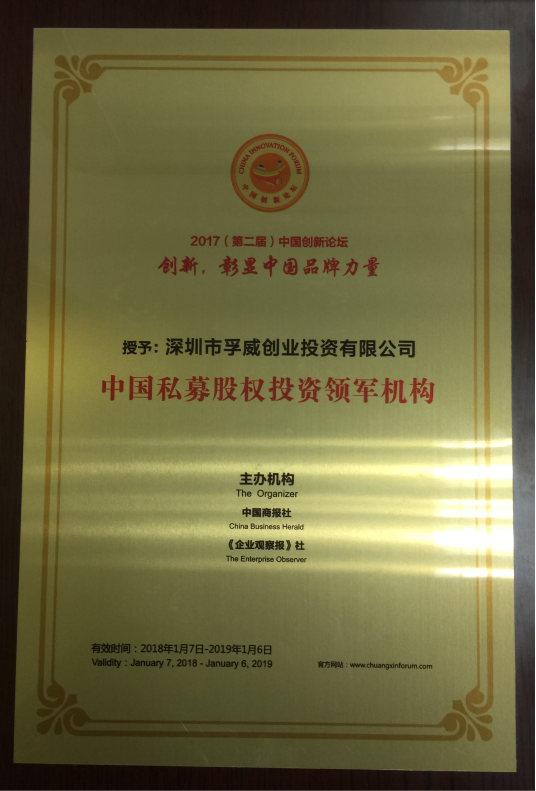 CHINA INNOVATION FORUM
中国创新论坛
2017（第二届）中国创新论坛
创新，彰显中国品牌力量
授予：深圳市孚威创业投资有限公司
中国私募股权投资领军机构
主办机构
The Organizer
中国商报社
China Business Herald
《企业观察报》社
The Enterprise Observer
有效时间：2018年1月7日-2019年1月6日
Validity：January 7, 2018 - January 6, 2019
官方网站：www.chuangxinforum.com